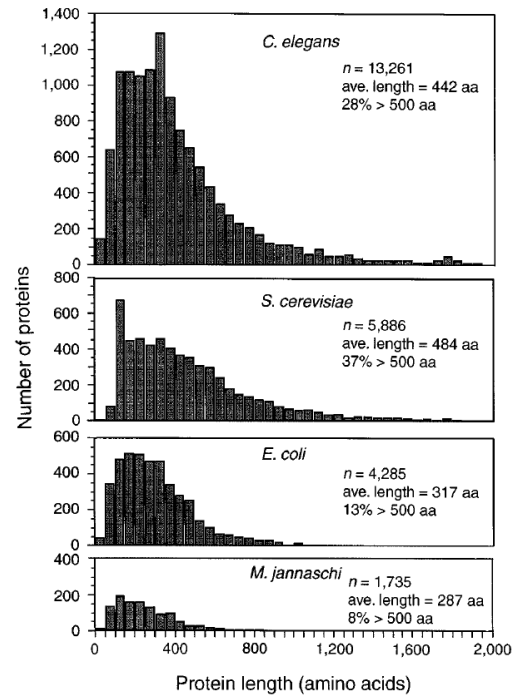 1,400
1,200
1,000
800
600
400
200
0
C. elegans
n = 13,261
ave. length = 442 aa
28% > 500 aa
800
600
400
200
0
S. cerevisiae
n = 5,886
ave. length = 484 aa
37% > 500 aa
Number of proteins
600
400
200
0
E. coli
n = 4,285
ave. length = 317 aa
13% > 500 aa
400
200
0
M. jannaschi
n = 1,735
ave. length = 287 aa
8% > 500 aa
0 400 800 1,200 1,600 2,000
Protein length (amino acids)